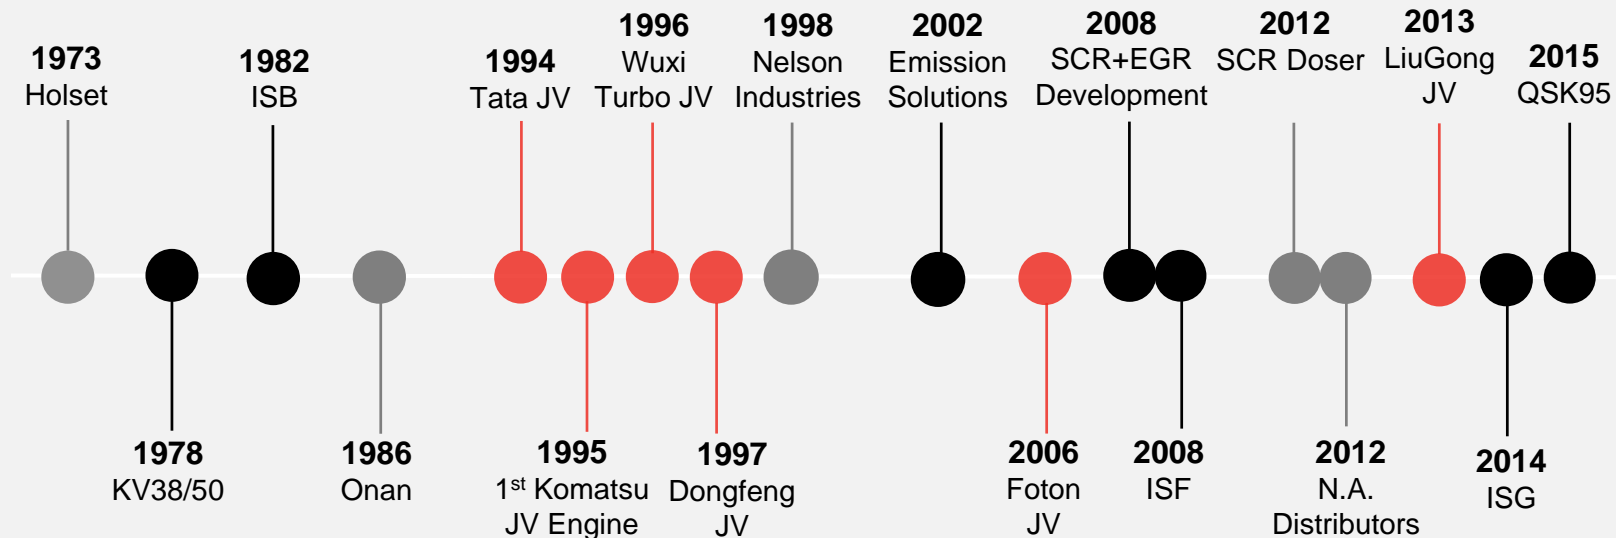 1973
Holset
1982
ISB
1994
Tata JV
1996
Wuxi
Turbo JV
1998
Nelson
Industries
2002
Emission
Solutions
2008
SCR+EGR
Development
2012
SCR Doser
2013
LiuGong
JV
2015
QSK95
1978
KV38/50
1986
Onan
1995
1st Komatsu
JV Engine
1997
Dongfeng
JV
2006
Foton
JV
2008
ISF
2012
N.A.
Distributors
2014
ISG